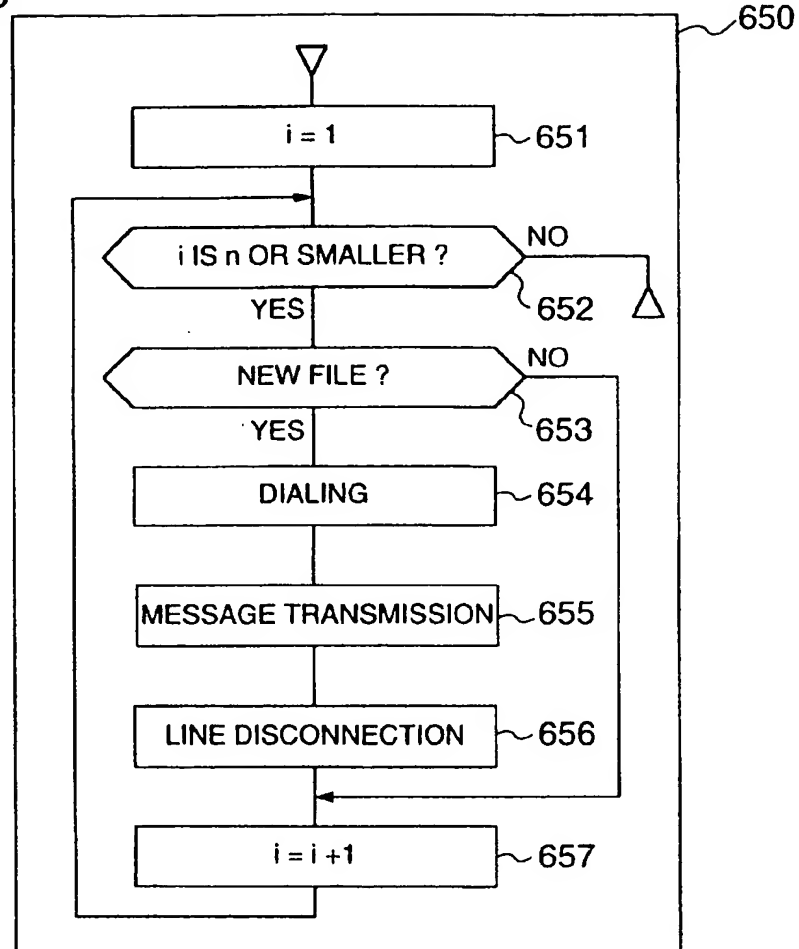 650
i = 1
651
i IS n OR SMALLER ?
NO
652
YES
NEW FILE ?
NO
653
YES
DIALING
654
MESSAGE TRANSMISSION
655
LINE DISCONNECTION
656
i = i +1
657